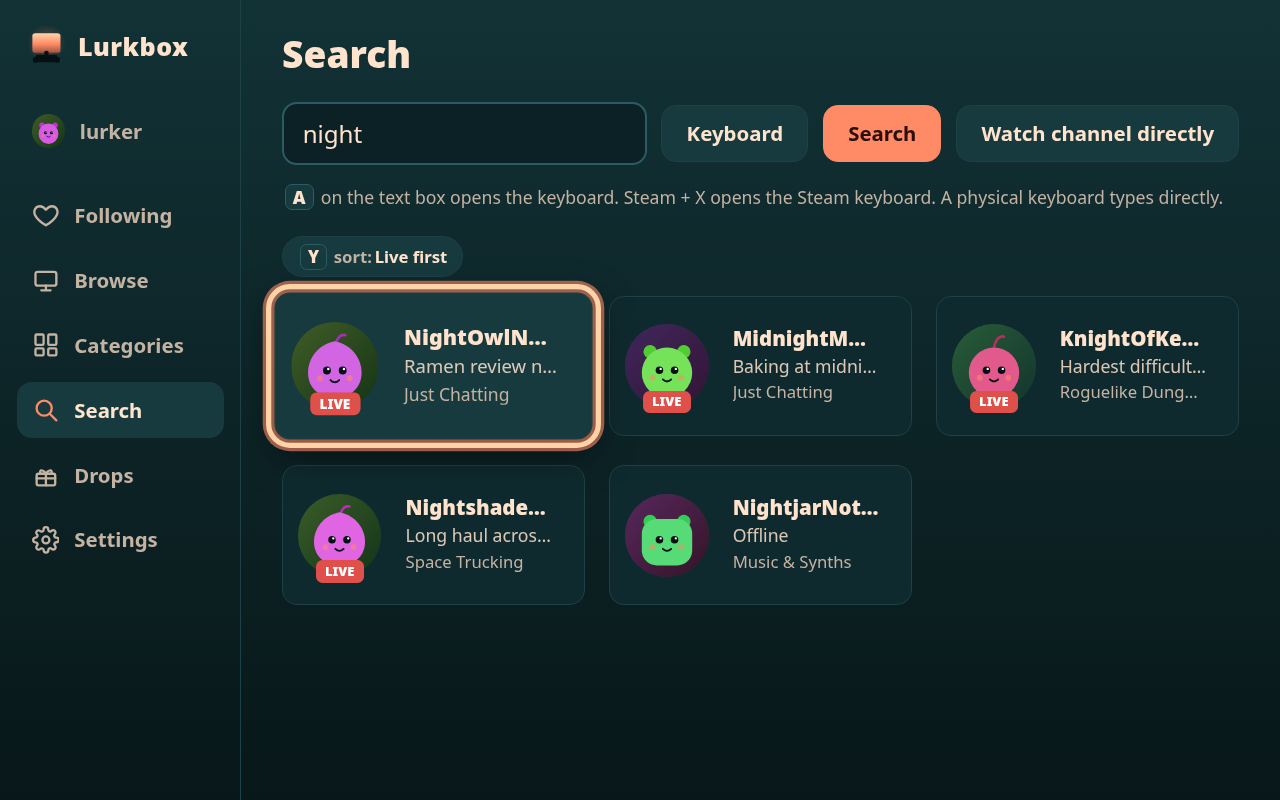 Lurkbox
lurker
Following
Browse
Categories
Search
Drops
Settings
Search
night
Keyboard
Search
Watch channel directly
A on the text box opens the keyboard. Steam + X opens the Steam keyboard. A physical keyboard types directly.
Y sort: Live first
NightOwlN...
Ramen review n...
Just Chatting
LIVE
MidnightM...
Baking at midni...
Just Chatting
LIVE
KnightOfKe...
Hardest difficult...
Roguelike Dung...
LIVE
Nightshade...
Long haul acros...
Space Trucking
LIVE
NightjarNot...
Offline
Music & Synths